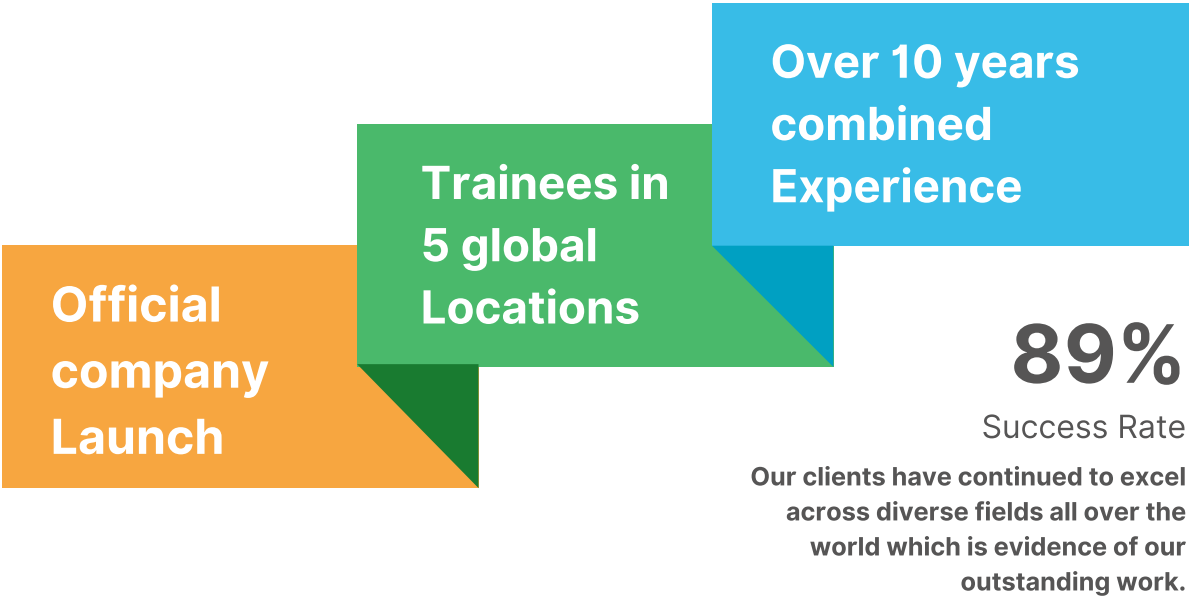 Official
company
Launch
Trainees in
5 global
Locations
Over 10 years
combined
Experience
89%
Success Rate
Our clients have continued to excel
across diverse fields all over the
world which is evidence of our
outstanding work.